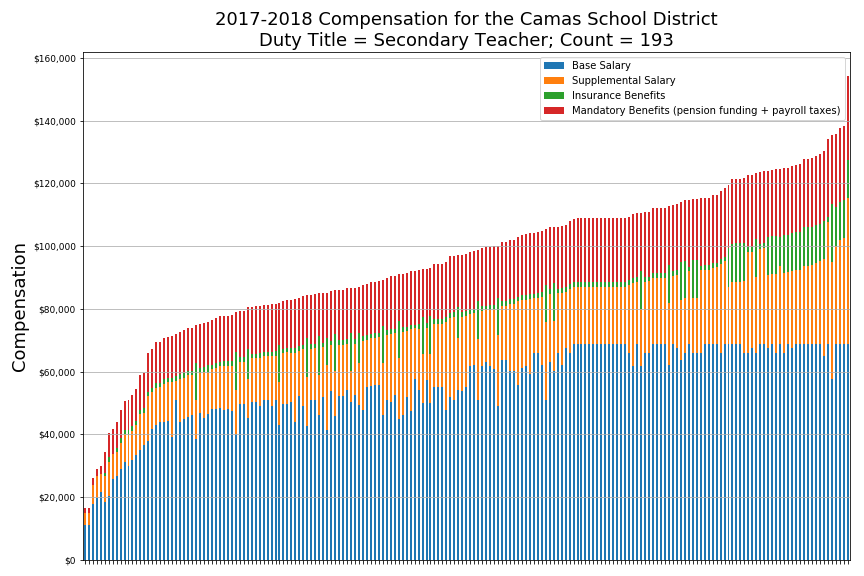 2017-2018 Compensation for the Camas School District
Duty Title = Secondary Teacher; Count = 193
Base Salary
Supplemental Salary
Insurance Benefits
Mandatory Benefits (pension funding + payroll taxes)
Compensation
$160,000
$140,000
$120,000
$100,000
$80,000
$60,000
$40,000
$20,000
$0